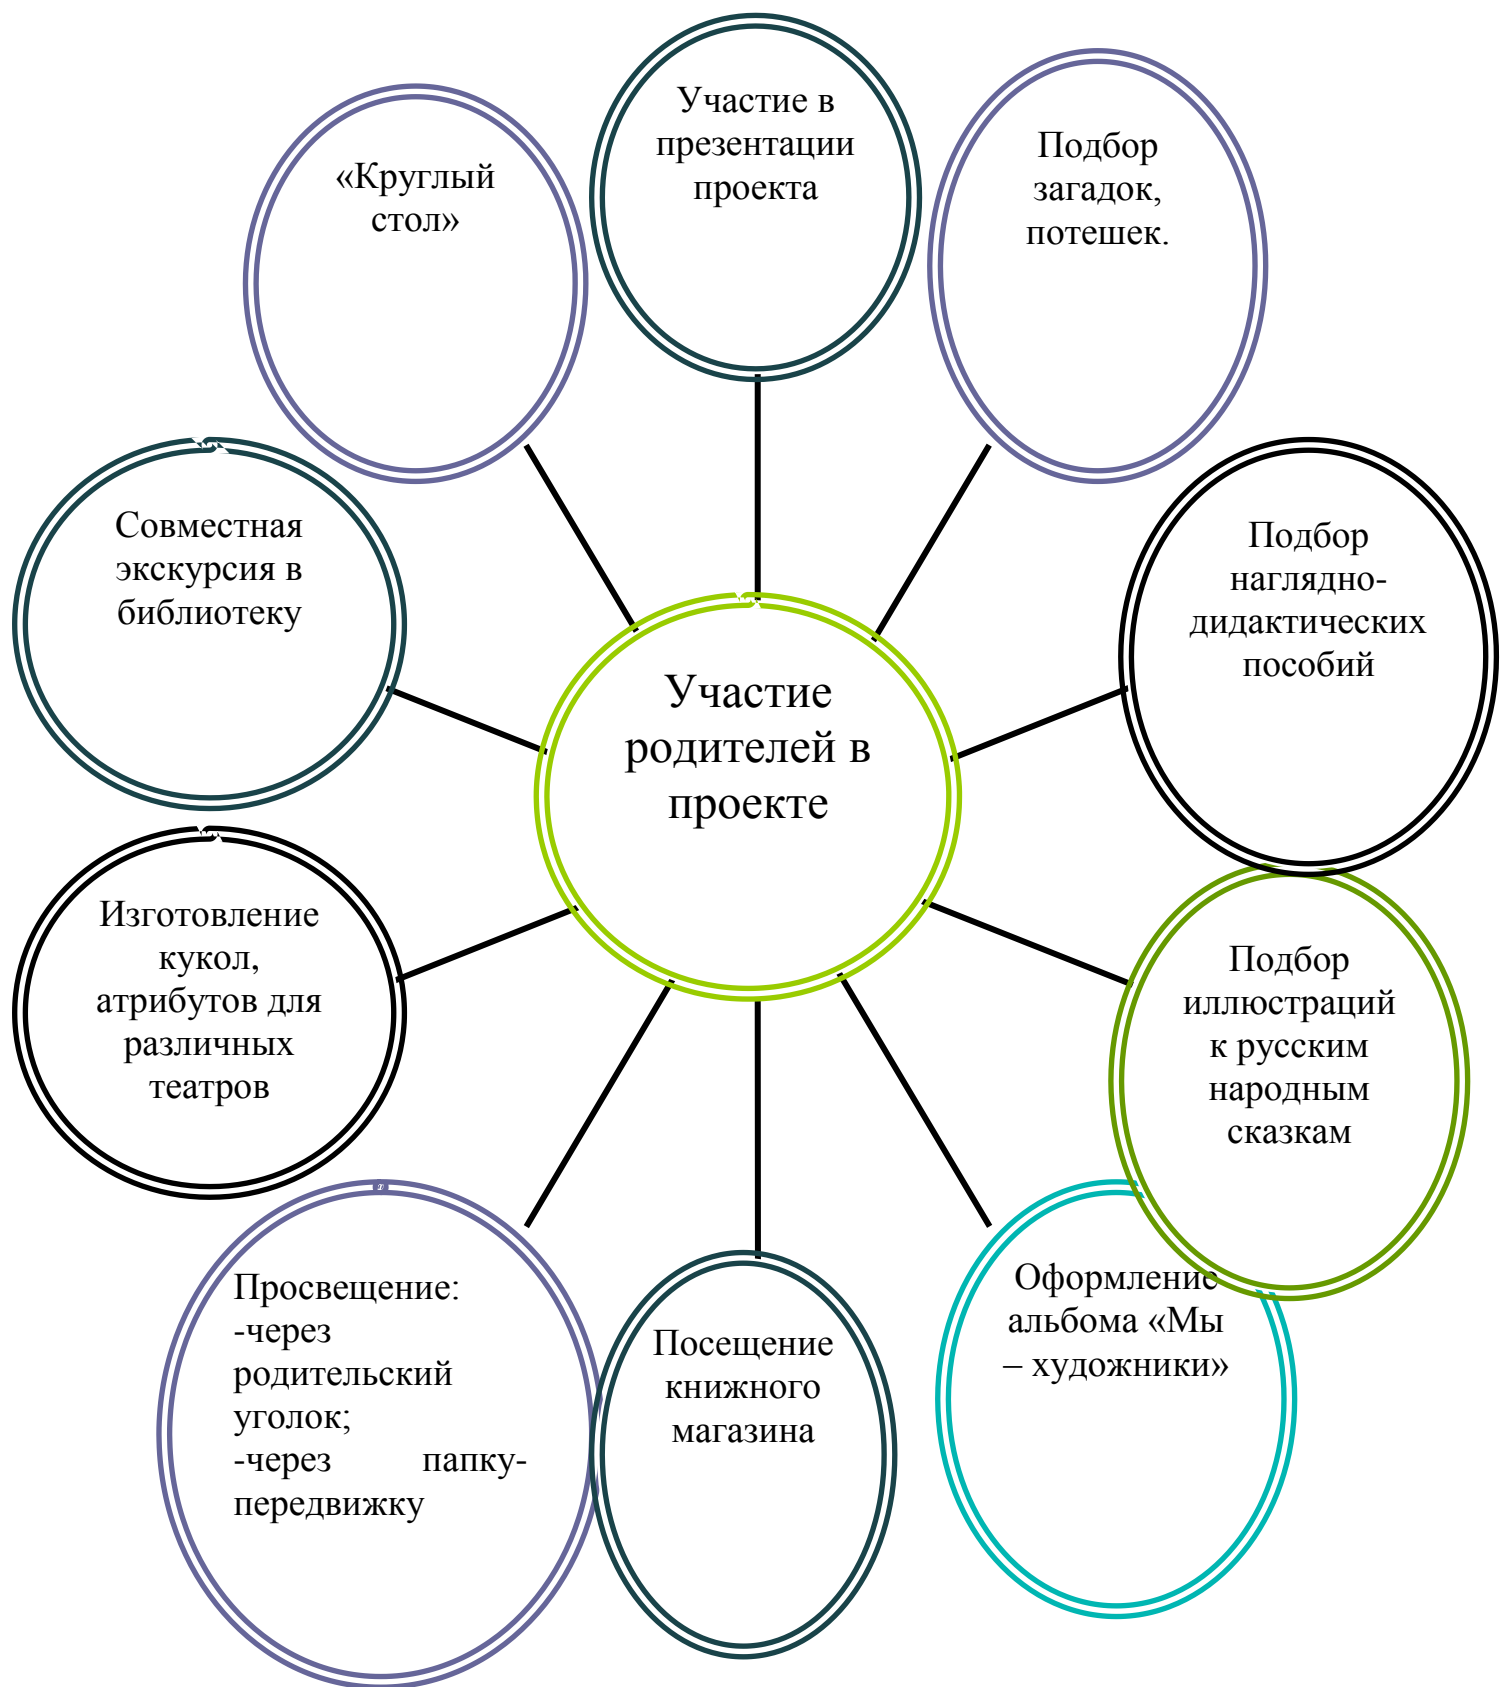 Участие в
презентации
проекта
«Круглый
стол»
Подбор
загадок,
потешек.
Совместная
экскурсия в
библиотеку
Подбор
наглядно-
дидактических
пособий
Участие
родителей в
проекте
Изготовление
кукол,
атрибутов для
различных
театров
Подбор
иллюстраций
к русским
народным
сказкам
Просвещение:
-через
родительский
уголок;
-через папку-
передвижку
Посещение
книжного
магазина
Оформление
альбома «Мы
– художники»